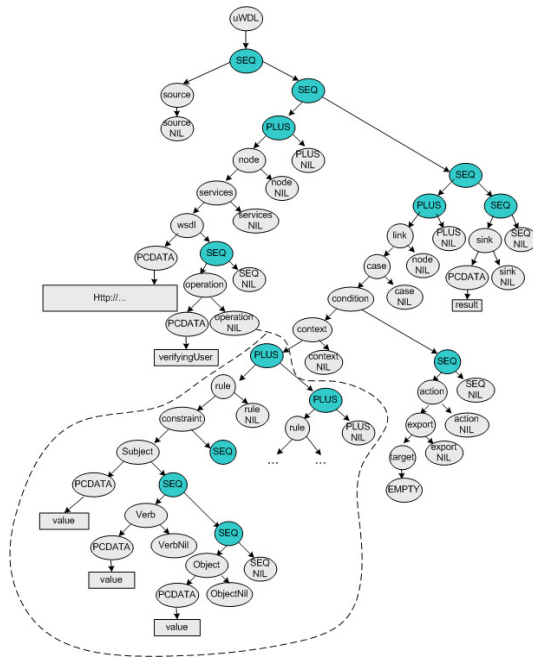 uWDL
SEQ
source
SEQ
source
NIL
PLUS
node
PLUS
NIL
SEQ
services
node
NIL
PLUS
SEQ
wsdl
services
NIL
link
PLUS
NIL
sink
SEQ
NIL
PCDATA
SEQ
case
node
NIL
PCDATA
sink
NIL
Http://...
operation
SEQ
NIL
condition
case
NIL
result
PCDATA
operation
NIL
context
verifyingUser
PLUS
context
NIL
SEQ
rule
PLUS
action
SEQ
NIL
constraint
rule
NIL
rule
PLUS
NIL
export
action
NIL
Subject
SEQ
...
...
target
export
NIL
PCDATA
SEQ
EMPTY
value
Verb
SEQ
PCDATA
VerbNil
Object
SEQ
NIL
value
PCDATA
ObjectNil
value